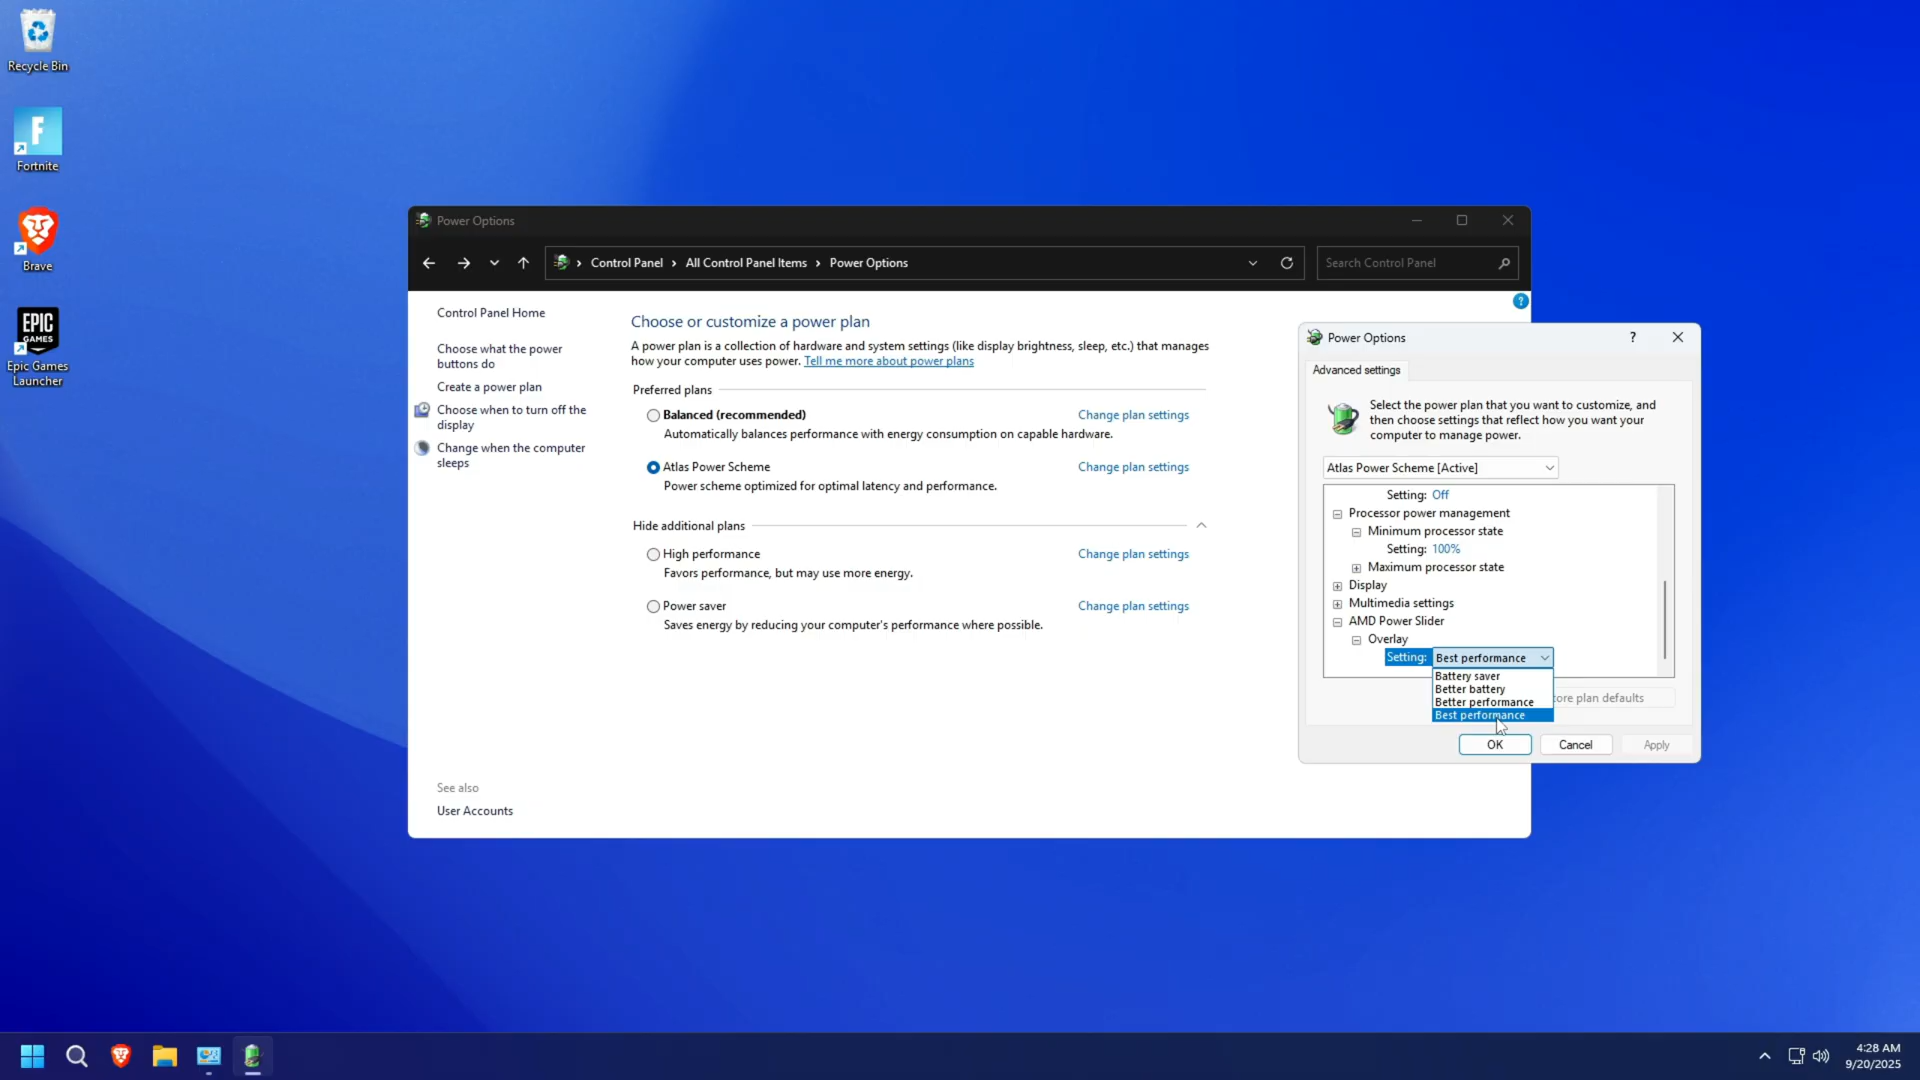 Recycle Bin
Fortnite
Brave
EPIC
GAMES
Epic Games
Launcher
Power Options
Control Panel
All Control Panel Items
Power Options
Search Control Panel
Control Panel Home
Choose what the power
buttons do
Create a power plan
Choose when to turn off the
display
Change when the computer
sleeps
See also
User Accounts
Choose or customize a power plan
A power plan is a collection of hardware and system settings (like display brightness, sleep, etc.) that manages
how your computer uses power. Tell me more about power plans
Preferred plans
Balanced (recommended) Change plan settings
Automatically balances performance with energy consumption on capable hardware.
Atlas Power Scheme Change plan settings
Power scheme optimized for optimal latency and performance.
Hide additional plans
High performance Change plan settings
Favors performance, but may use more energy.
Power saver Change plan settings
Saves energy by reducing your computer's performance where possible.
Power Options
Advanced settings
Select the power plan that you want to customize, and
then choose settings that reflect how you want your
computer to manage power.
Atlas Power Scheme [Active]
Setting: Off
Processor power management
Minimum processor state
Setting: 100%
Maximum processor state
Display
Multimedia settings
AMD Power Slider
Overlay
Setting: Best performance
Battery saver
Better battery
Better performance
Best performance
plan defaults
OK
Cancel
Apply
4:28 AM
9/20/2025